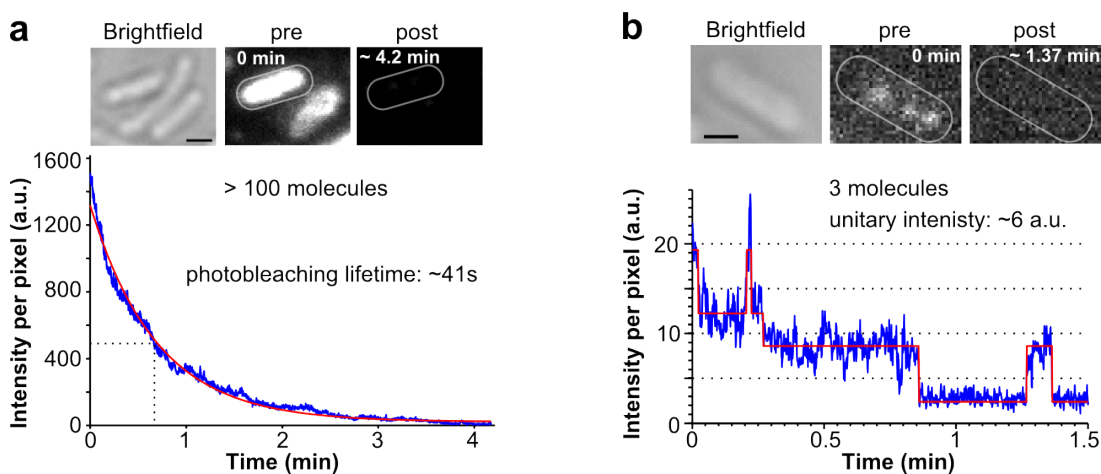 a
Brightfield
pre
post
0 min
~ 4.2 min
1600
1200
800
400
0
0
1
2
3
4
Intensity per pixel (a.u.)
Time (min)
> 100 molecules
photobleaching lifetime: ~41s
b
Brightfield
pre
post
0 min
~ 1.37 min
20
15
10
5
0
0
0.5
1
1.5
Intensity per pixel (a.u.)
Time (min)
3 molecules
unitary intenisty: ~6 a.u.